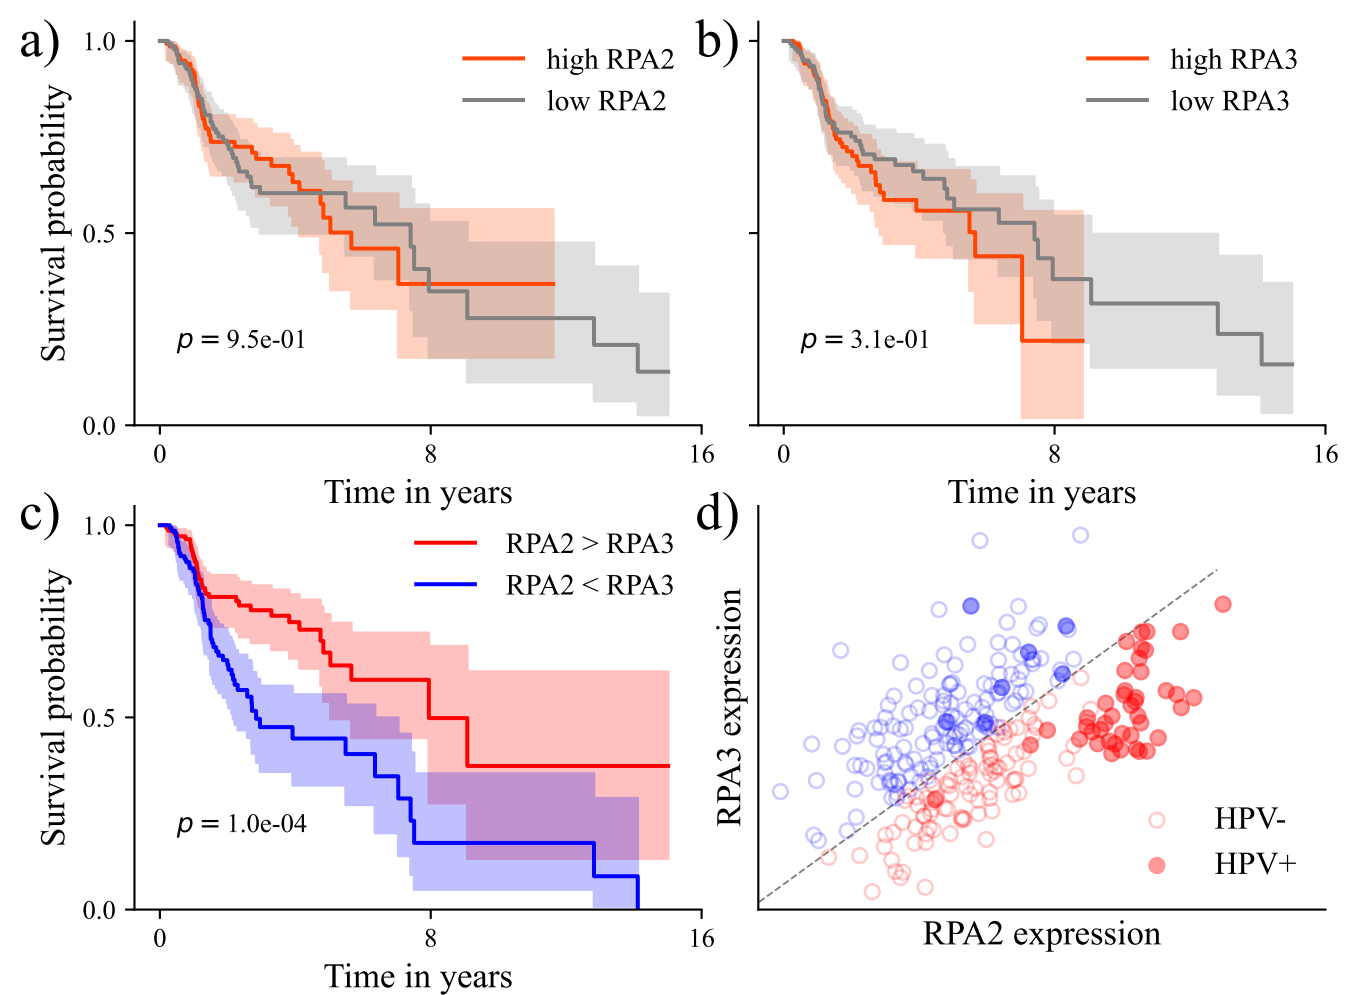 a)
1.0
0.5
0.0
Survival probability
high RPA2
low RPA2
p = 9.5e-01
0 8 16
Time in years
b)
high RPA3
low RPA3
p = 3.1e-01
0 8 16
Time in years
c)
1.0
0.5
0.0
Survival probability
RPA2 > RPA3
RPA2 < RPA3
p = 1.0e-04
0 8 16
Time in years
d)
RPA3 expression
HPV-
HPV+
RPA2 expression